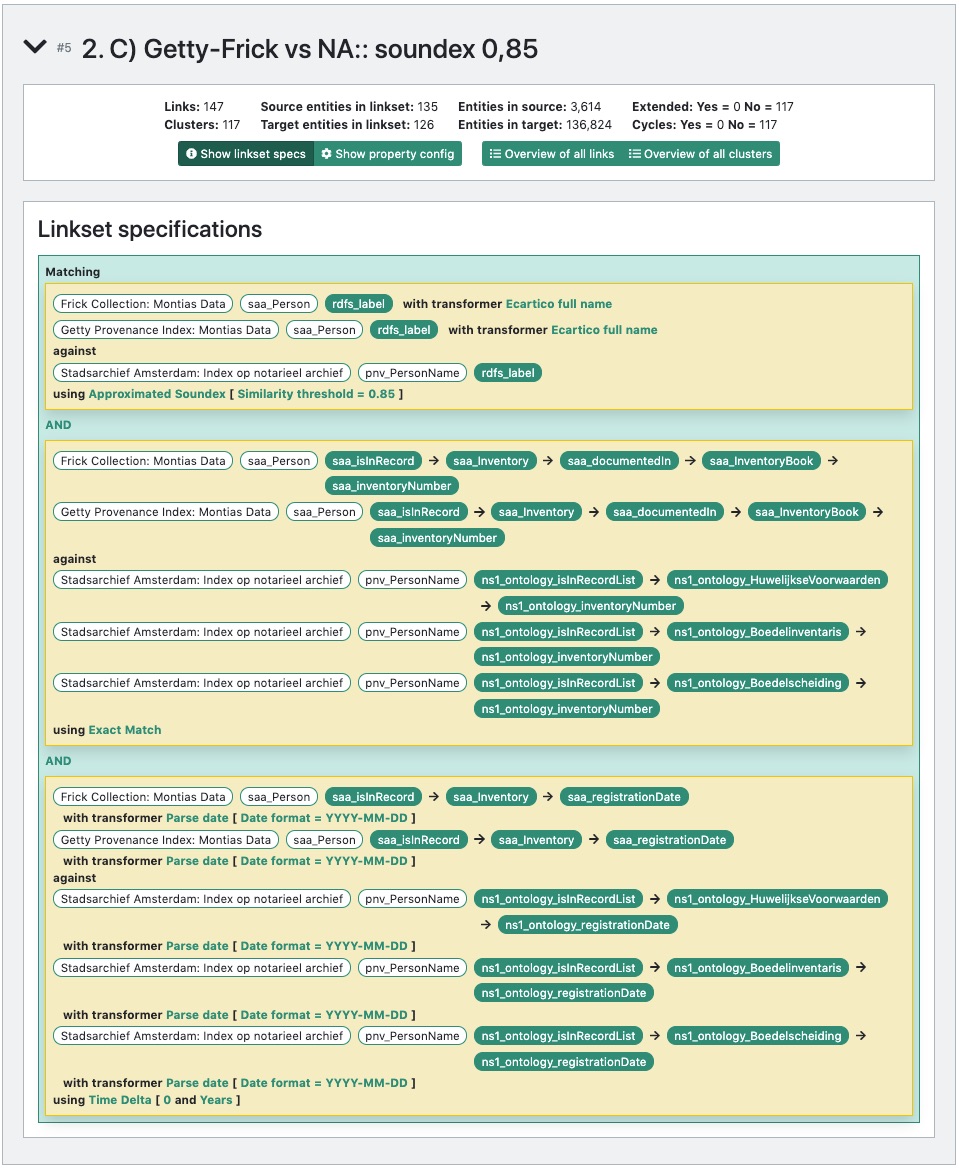 #5 2. C) Getty-Frick vs NA:: soundex 0,85
Links: 147 Source entities in linkset: 135 Entities in source: 3,614 Extended: Yes = 0 No = 117
Clusters: 117 Target entities in linkset: 126 Entities in target: 136,824 Cycles: Yes = 0 No = 117
Show linkset specs Show property config Overview of all links Overview of all clusters
Linkset specifications
Matching
Frick Collection: Montias Data saa_Person rdfs_label with transformer Ecartico full name
Getty Provenance Index: Montias Data saa_Person rdfs_label with transformer Ecartico full name
against
Stadsarchief Amsterdam: Index op notarieel archief pnv_PersonName rdfs_label
using Approximated Soundex [ Similarity threshold = 0.85 ]
AND
Frick Collection: Montias Data saa_Person saa_isInRecord → saa_Inventory → saa_documentedIn → saa_InventoryBook →
saa_inventoryNumber
Getty Provenance Index: Montias Data saa_Person saa_isInRecord → saa_Inventory → saa_documentedIn → saa_InventoryBook →
saa_inventoryNumber
against
Stadsarchief Amsterdam: Index op notarieel archief pnv_PersonName ns1_ontology_isInRecordList → ns1_ontology_HuwelijkseVoorwaarden
→ ns1_ontology_inventoryNumber
Stadsarchief Amsterdam: Index op notarieel archief pnv_PersonName ns1_ontology_isInRecordList → ns1_ontology_Boedelinventaris →
ns1_ontology_inventoryNumber
Stadsarchief Amsterdam: Index op notarieel archief pnv_PersonName ns1_ontology_isInRecordList → ns1_ontology_Boedelscheiding →
ns1_ontology_inventoryNumber
using Exact Match
AND
Frick Collection: Montias Data saa_Person saa_isInRecord → saa_Inventory → saa_registrationDate
with transformer Parse date [ Date format = YYYY-MM-DD ]
Getty Provenance Index: Montias Data saa_Person saa_isInRecord → saa_Inventory → saa_registrationDate
with transformer Parse date [ Date format = YYYY-MM-DD ]
against
Stadsarchief Amsterdam: Index op notarieel archief pnv_PersonName ns1_ontology_isInRecordList → ns1_ontology_HuwelijkseVoorwaarden
→ ns1_ontology_registrationDate
with transformer Parse date [ Date format = YYYY-MM-DD ]
Stadsarchief Amsterdam: Index op notarieel archief pnv_PersonName ns1_ontology_isInRecordList → ns1_ontology_Boedelinventaris →
ns1_ontology_registrationDate
with transformer Parse date [ Date format = YYYY-MM-DD ]
Stadsarchief Amsterdam: Index op notarieel archief pnv_PersonName ns1_ontology_isInRecordList → ns1_ontology_Boedelscheiding →
ns1_ontology_registrationDate
with transformer Parse date [ Date format = YYYY-MM-DD ]
using Time Delta [ 0 and Years ]